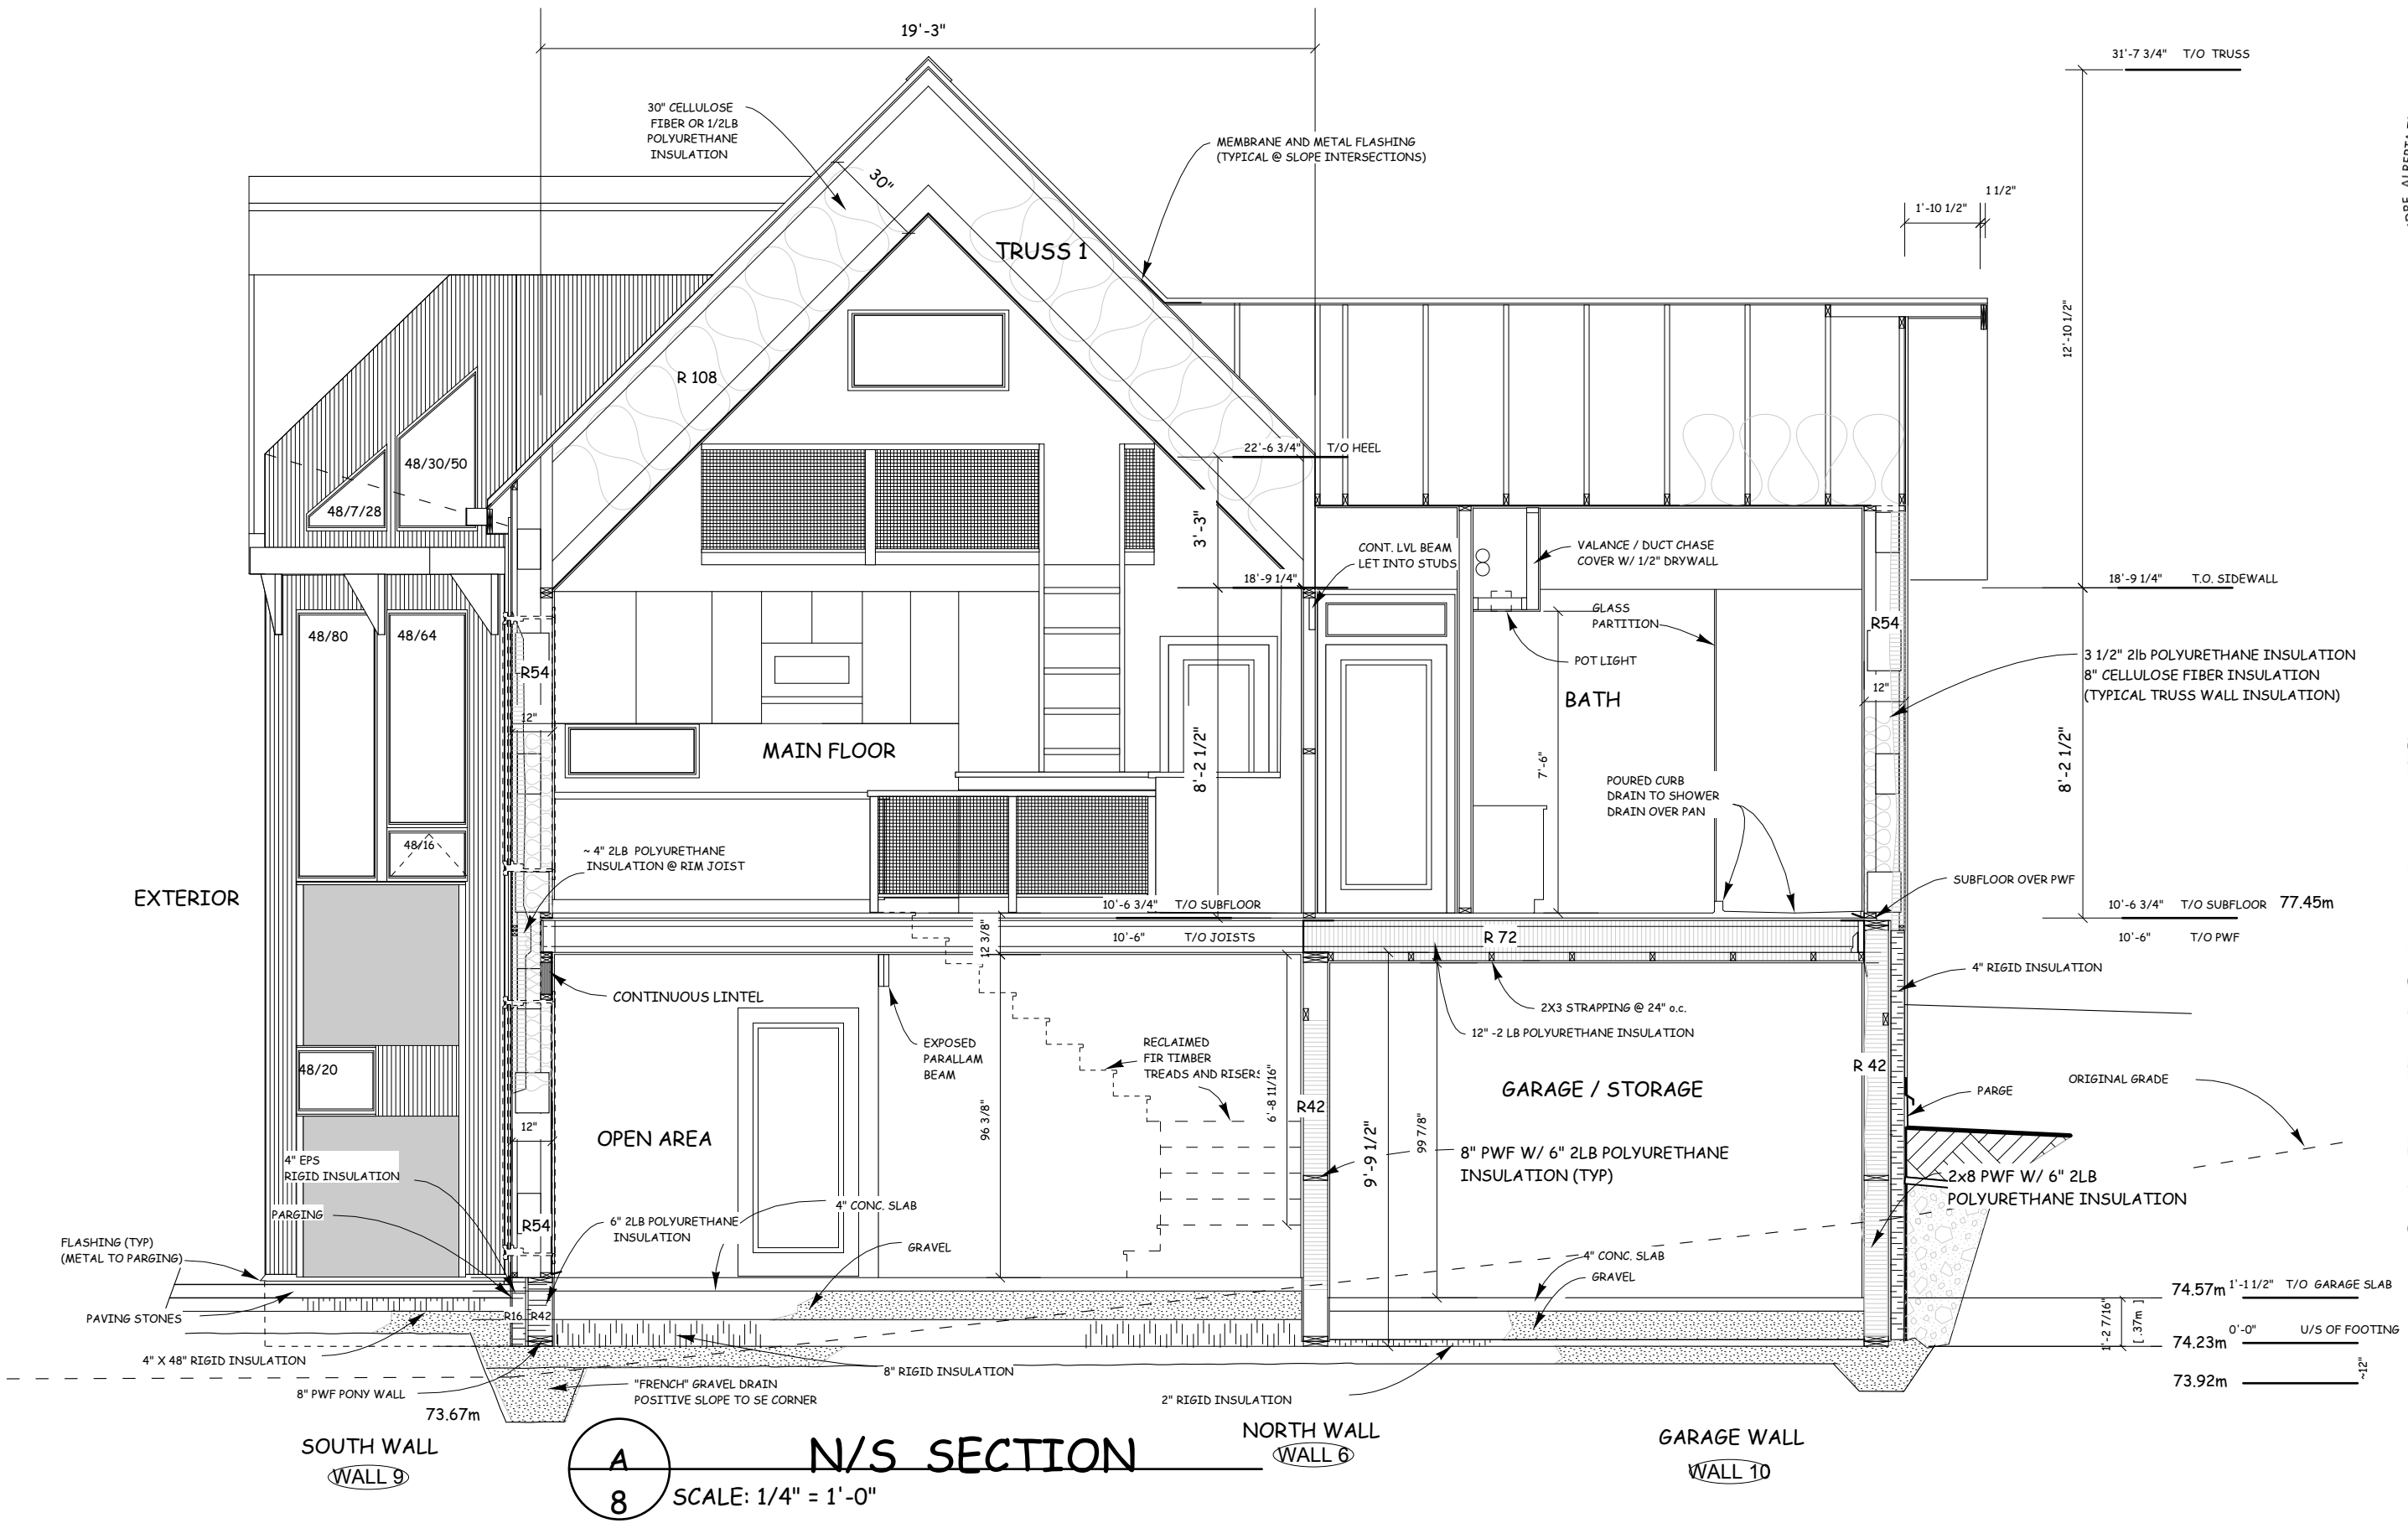 19'-3"
31'-7 3/4" T/O TRUSS
30" CELLULOSE
FIBER OR 1/2LB
POLYURETHANE
INSULATION
MEMBRANE AND METAL FLASHING
(TYPICAL @ SLOPE INTERSECTIONS)
30"
1 1/2"
1'-10 1/2"
TRUSS 1
12'-10 1/2"
R 108
22'-6 3/4" T/O HEEL
48/30/50
48/7/28
3'-3"
CONT. LVL BEAM
LET INTO STUDS
VALANCE / DUCT CHASE
COVER W/ 1/2" DRYWALL
18'-9 1/4"
18'-9 1/4" T.O. SIDEWALL
GLASS
PARTITION
48/80
48/64
R54
R54
POT LIGHT
3 1/2" 2lb POLYURETHANE INSULATION
8" CELLULOSE FIBER INSULATION
(TYPICAL TRUSS WALL INSULATION)
12"
12"
BATH
MAIN FLOOR
8'-2 1/2"
7'-6"
8'-2 1/2"
POURED CURB
DRAIN TO SHOWER
DRAIN OVER PAN
48/16
~ 4" 2LB POLYURETHANE
INSULATION @ RIM JOIST
EXTERIOR
SUBFLOOR OVER PWF
10'-6 3/4" T/O SUBFLOOR
10'-6 3/4" T/O SUBFLOOR 77.45m
12 3/8"
10'-6" T/O JOISTS
R 72
10'-6" T/O PWF
4" RIGID INSULATION
CONTINUOUS LINTEL
2X3 STRAPPING @ 24" o.c.
12" -2 LB POLYURETHANE INSULATION
EXPOSED
PARALLAM
BEAM
RECLAIMED
FIR TIMBER
TREADS AND RISERS
48/20
R 42
ORIGINAL GRADE
PARGE
GARAGE / STORAGE
96 3/8"
6'-8 11/16"
R42
99 7/8"
9'-9 1/2"
12"
OPEN AREA
8" PWF W/ 6" 2LB POLYURETHANE
INSULATION (TYP)
4" EPS
RIGID INSULATION
2x8 PWF W/ 6" 2LB
POLYURETHANE INSULATION
PARGING
R54
6" 2LB POLYURETHANE
INSULATION
4" CONC. SLAB
GRAVEL
FLASHING (TYP)
(METAL TO PARGING)
4" CONC. SLAB
GRAVEL
74.57m 1'-1 1/2" T/O GARAGE SLAB
PAVING STONES
R16 R42
1'-2 7/16"
[ .37m ]
74.23m 0'-0" U/S OF FOOTING
4" X 48" RIGID INSULATION
8" RIGID INSULATION
73.92m
~12"
8" PWF PONY WALL
"FRENCH" GRAVEL DRAIN
POSITIVE SLOPE TO SE CORNER
2" RIGID INSULATION
73.67m
SOUTH WALL
WALL 9
A
8
N/S SECTION
SCALE: 1/4" = 1'-0"
NORTH WALL
WALL 6
GARAGE WALL
WALL 10